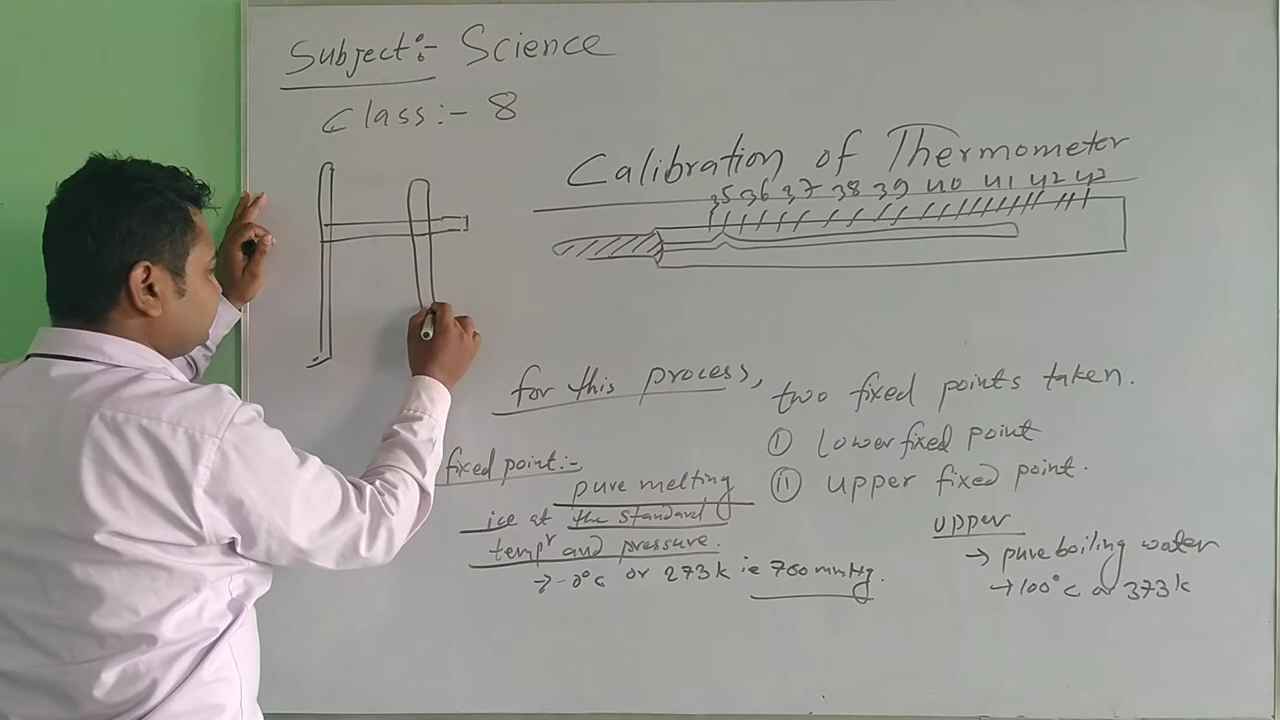 Subject:- Science
Class:- 8
Calibration of Thermometer
35 36 37 38 39 40 41 42 43
for this process, two fixed points taken.
(i) lower fixed point
(ii) upper fixed point.
fixed point:-
pure melting
ice at the standard
temp^r and pressure.
→ -0°C or 273k ie 760 mmHg.
upper
→ pure boiling water
→ 100°C or 373k